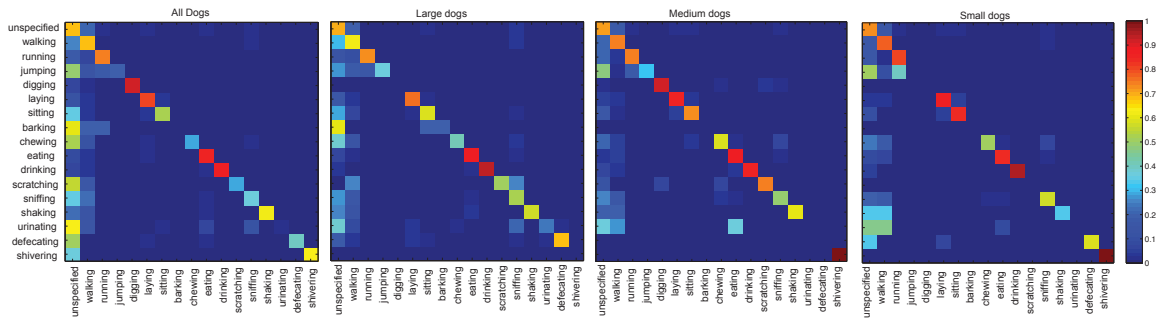 All Dogs
Large dogs
Medium dogs
Small dogs
unspecified
walking
running
jumping
digging
laying
sitting
barking
chewing
eating
drinking
scratching
sniffing
shaking
urinating
defecating
shivering
unspecified
walking
running
jumping
digging
laying
sitting
barking
chewing
eating
drinking
scratching
sniffing
shaking
urinating
defecating
shivering
unspecified
walking
running
jumping
digging
laying
sitting
barking
chewing
eating
drinking
scratching
sniffing
shaking
urinating
defecating
shivering
unspecified
walking
running
jumping
digging
laying
sitting
barking
chewing
eating
drinking
scratching
sniffing
shaking
urinating
defecating
shivering
unspecified
walking
running
jumping
digging
laying
sitting
barking
chewing
eating
drinking
scratching
sniffing
shaking
urinating
defecating
shivering
1
0.9
0.8
0.7
0.6
0.5
0.4
0.3
0.2
0.1
0